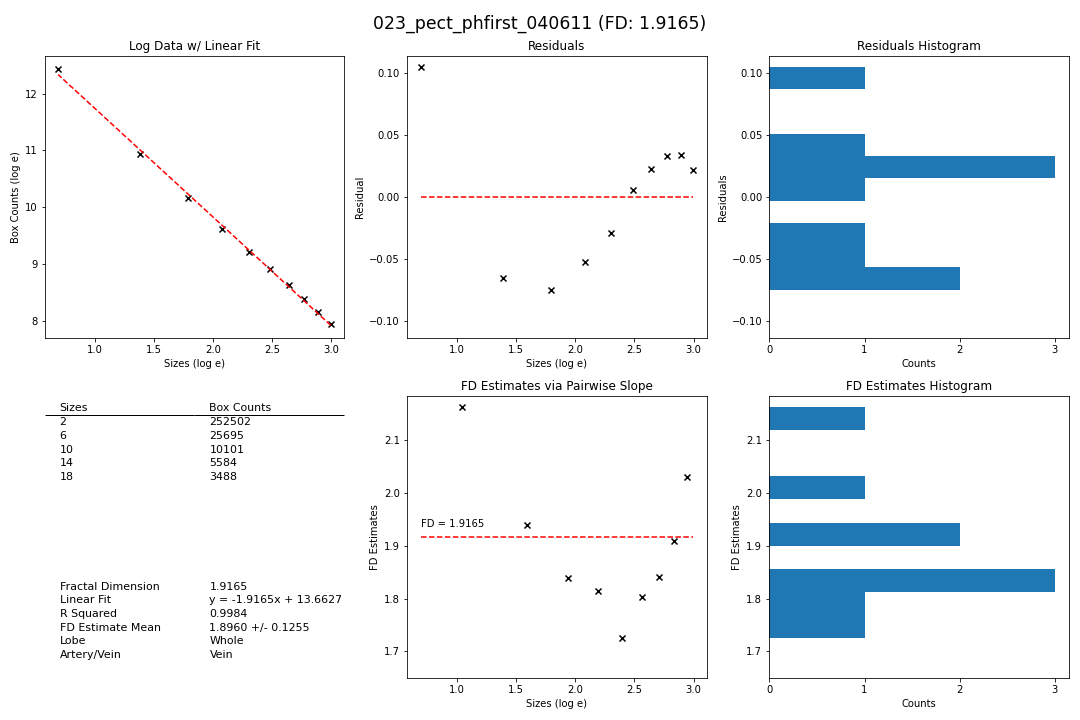 023_pect_phfirst_040611 (FD: 1.9165)
Log Data w/ Linear Fit
Box Counts (log e)
12
11
10
9
8
1.0 1.5 2.0 2.5 3.0
Sizes (log e)
Residuals
Residual
0.10
0.05
0.00
−0.05
−0.10
1.0 1.5 2.0 2.5 3.0
Sizes (log e)
Residuals Histogram
Residuals
0.10
0.05
0.00
−0.05
−0.10
0 1 2 3
Counts
Sizes Box Counts
2 252502
6 25695
10 10101
14 5584
18 3488
Fractal Dimension 1.9165
Linear Fit y = -1.9165x + 13.6627
R Squared 0.9984
FD Estimate Mean 1.8960 +/- 0.1255
Lobe Whole
Artery/Vein Vein
FD Estimates via Pairwise Slope
FD Estimates
2.1
2.0
1.9
1.8
1.7
FD = 1.9165
1.0 1.5 2.0 2.5 3.0
Sizes (log e)
FD Estimates Histogram
FD Estimates
2.1
2.0
1.9
1.8
1.7
0 1 2 3
Counts